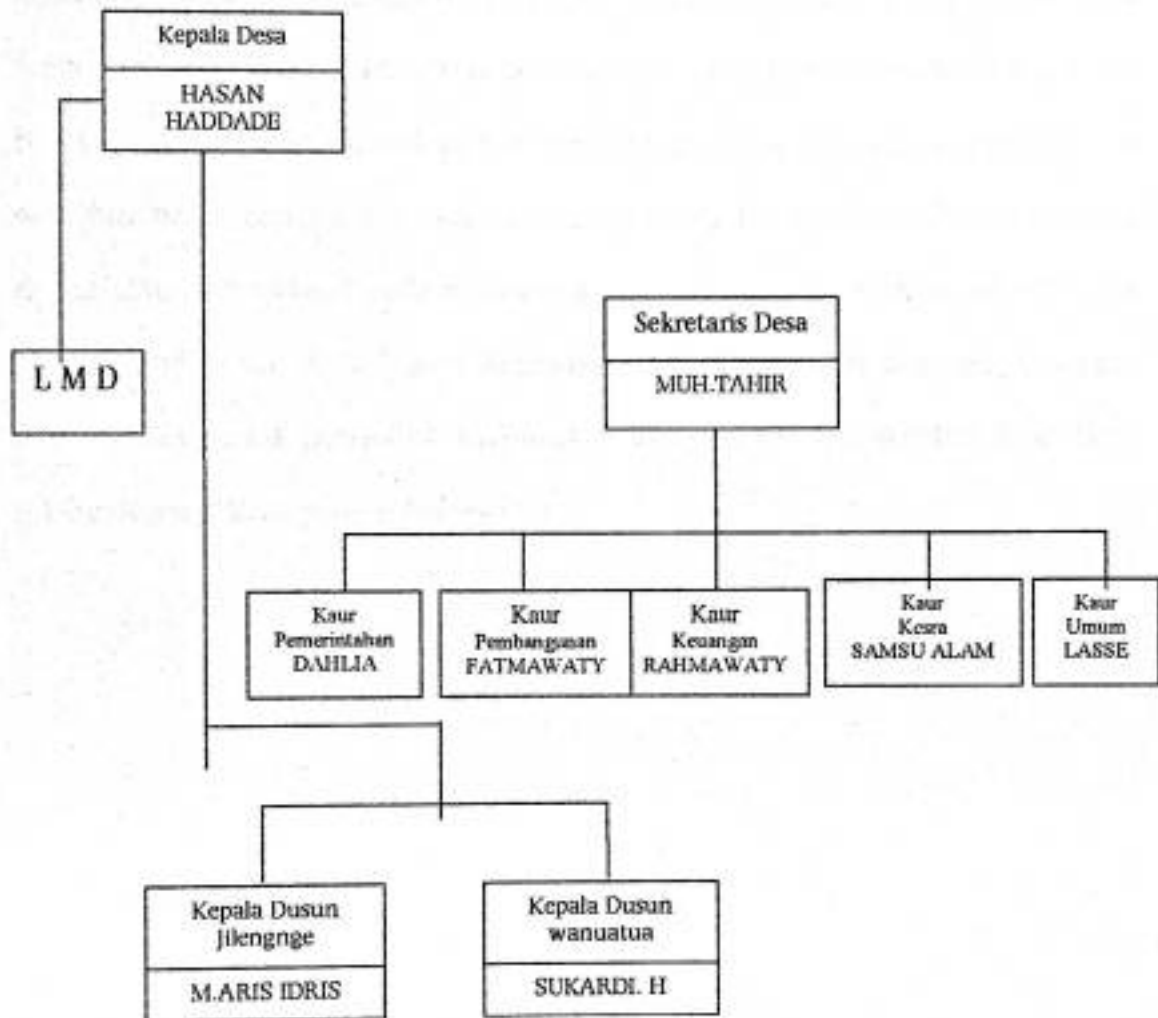 Kepala Desa
HASAN
HADDADE
L M D
Sekretaris Desa
MUH.TAHIR
Kaur
Pemerintahan
DAHLIA
Kaur
Pembangunan
FATMAWATY
Kaur
Keuangan
RAHMAWATY
Kaur
Kesra
SAMSU ALAM
Kaur
Umum
LASSE
Kepala Dusun
Jilengnge
M.ARIS IDRIS
Kepala Dusun
wanuatua
SUKARDI. H